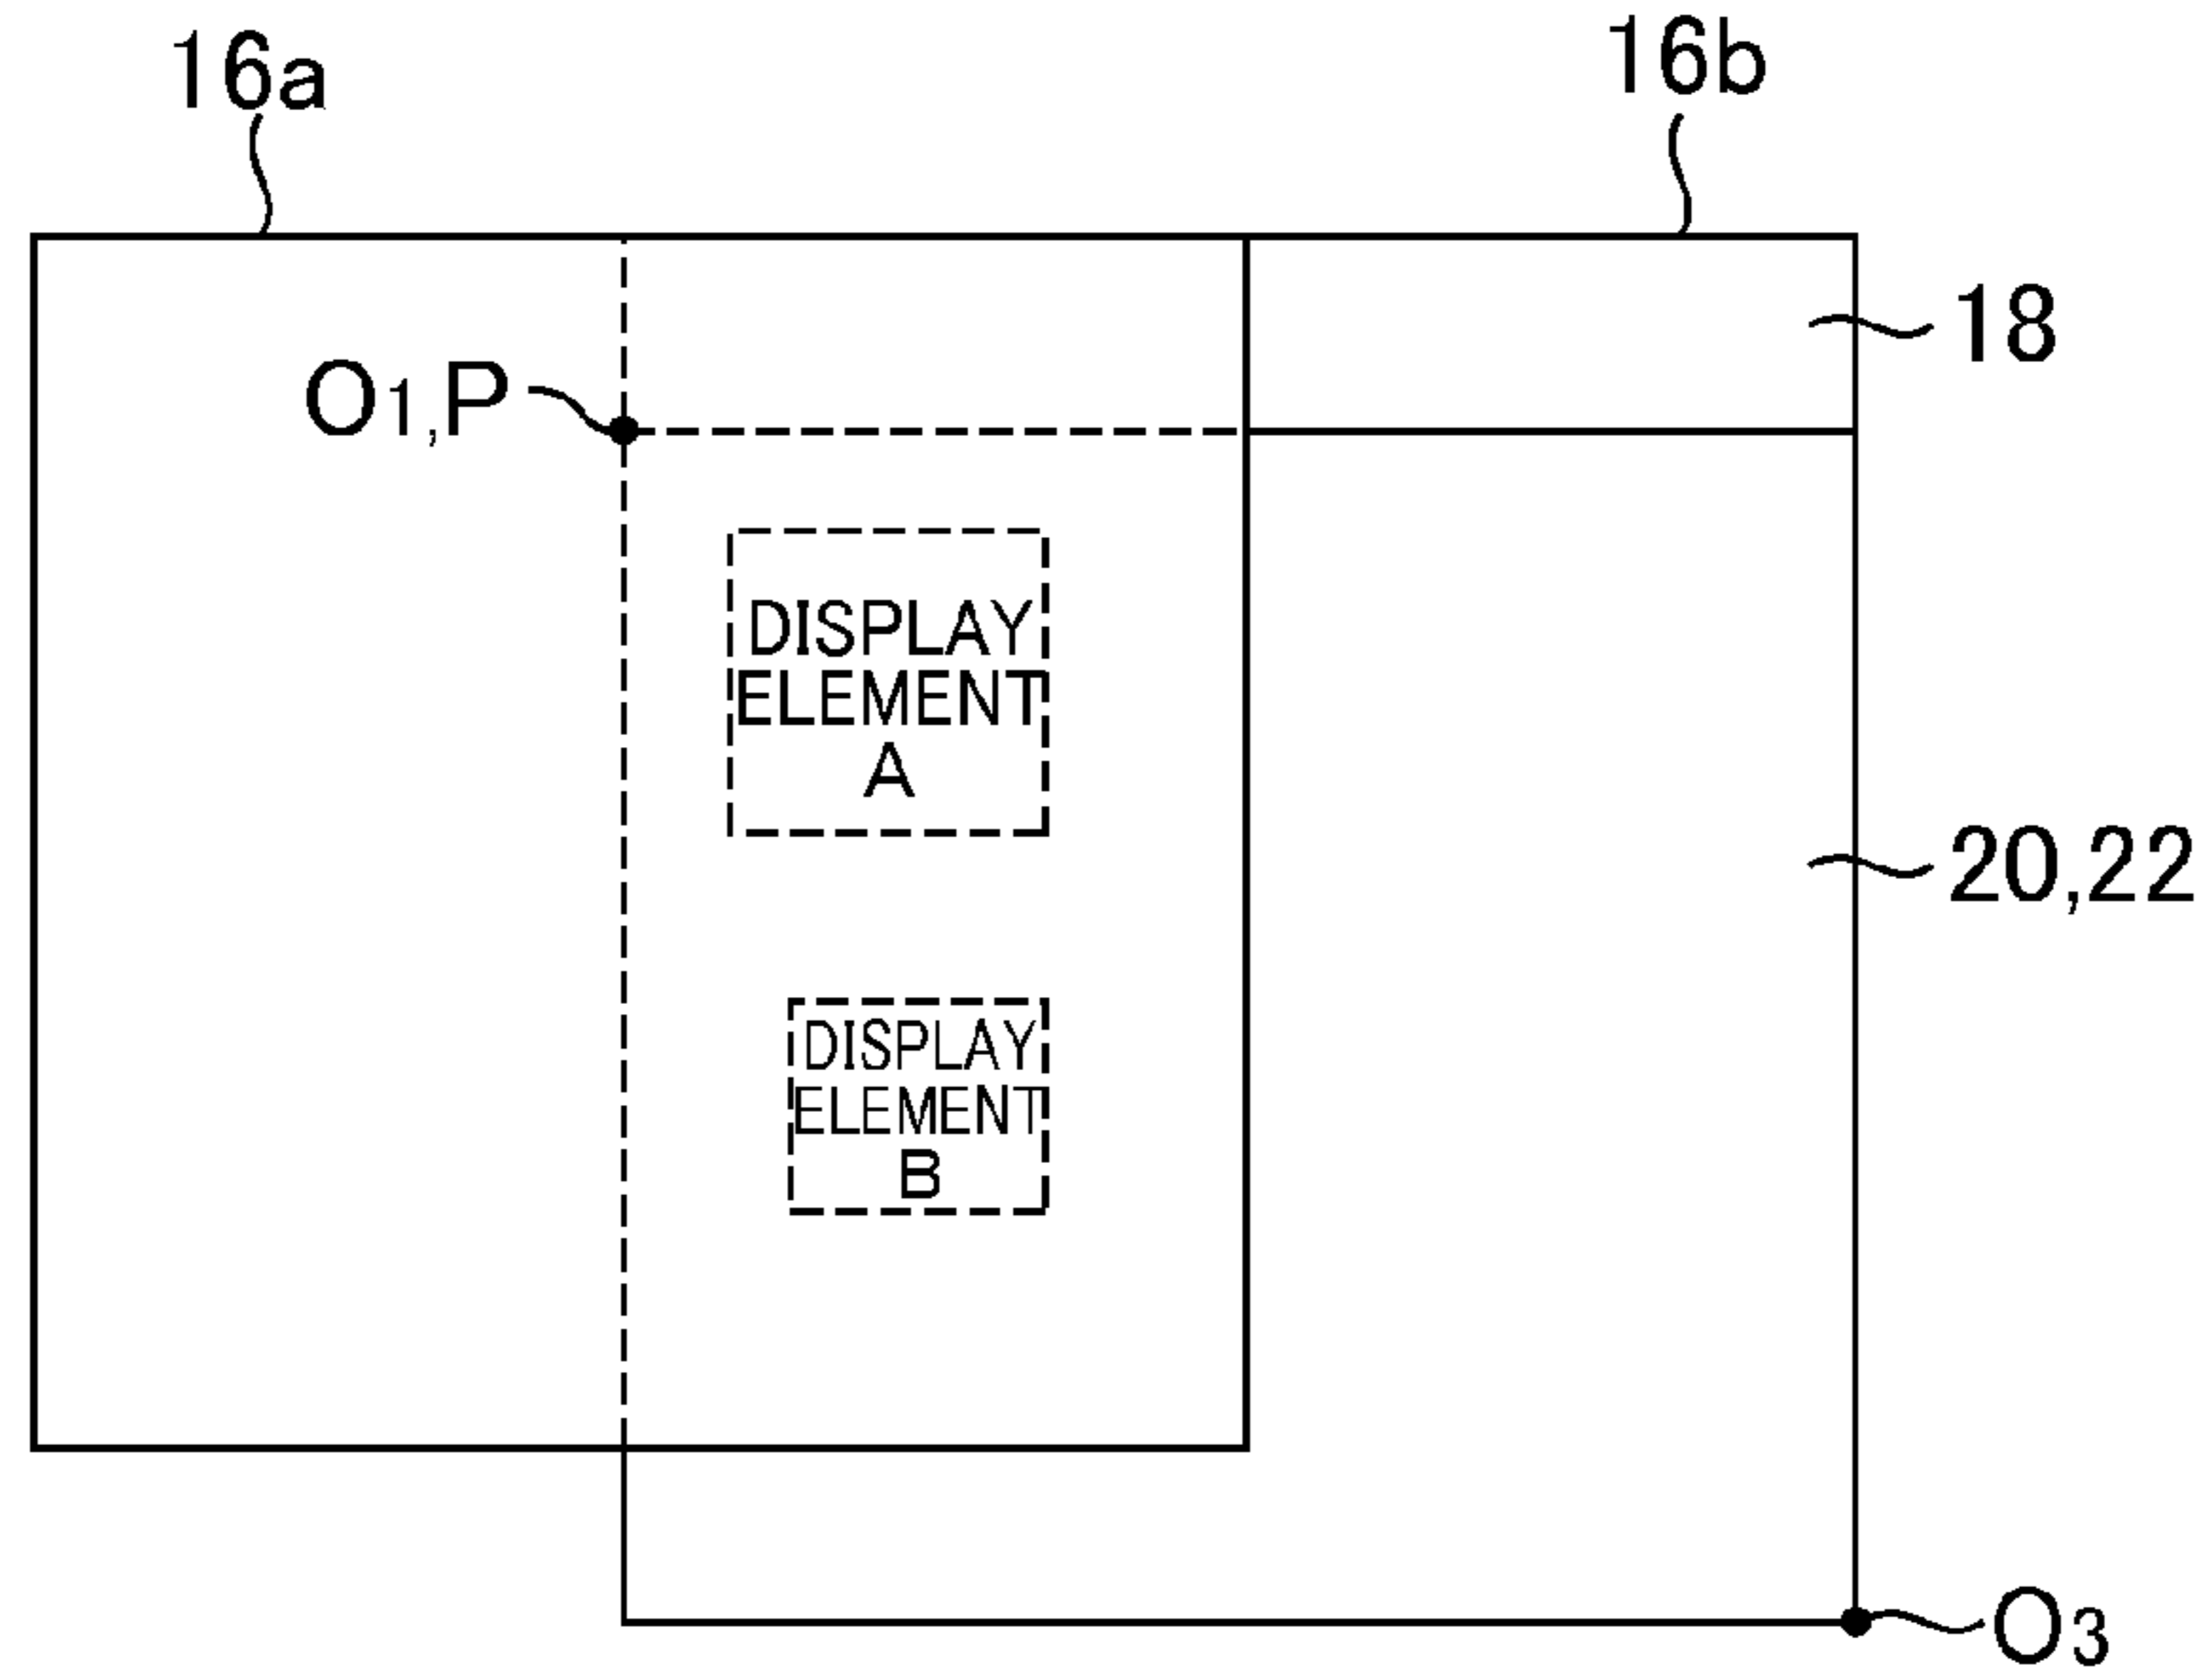 16a
16b
18
O1,P
DISPLAY
ELEMENT
A
20,22
DISPLAY
ELEMENT
B
O3